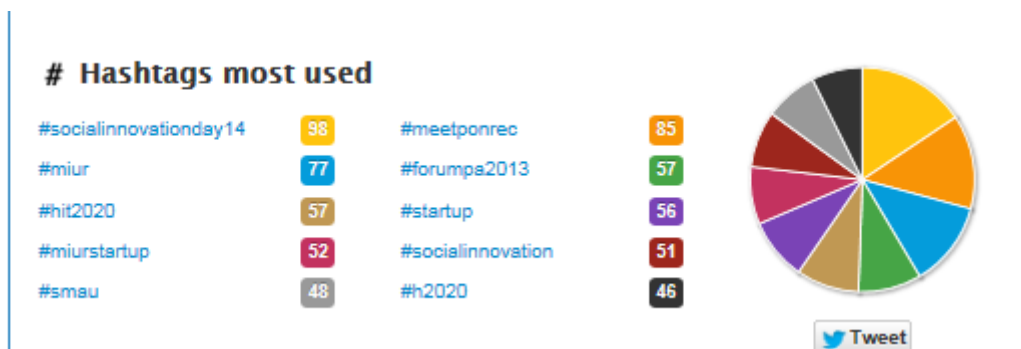 # Hashtags most used
#socialinnovationday14 98 #meetponrec 85
#miur 77 #forumpa2013 57
#hit2020 57 #startup 56
#miurstartup 52 #socialinnovation 51
#smau 48 #h2020 46
Tweet